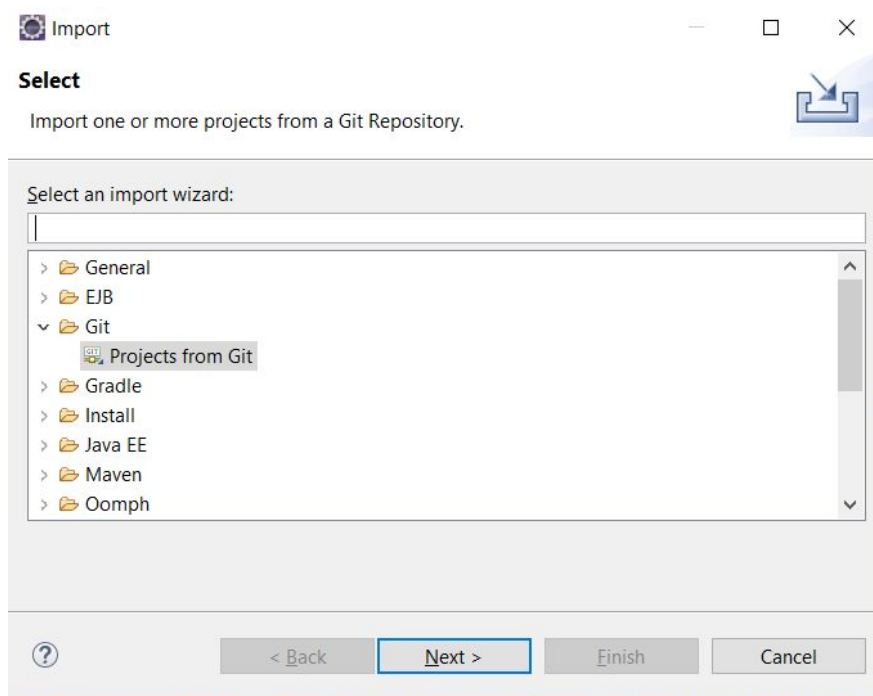 Import
Select
Import one or more projects from a Git Repository.
Select an import wizard:
General
EJB
Git
GIT
Projects from Git
Gradle
Install
Java EE
Maven
Oomph
?
< Back
Next >
Finish
Cancel